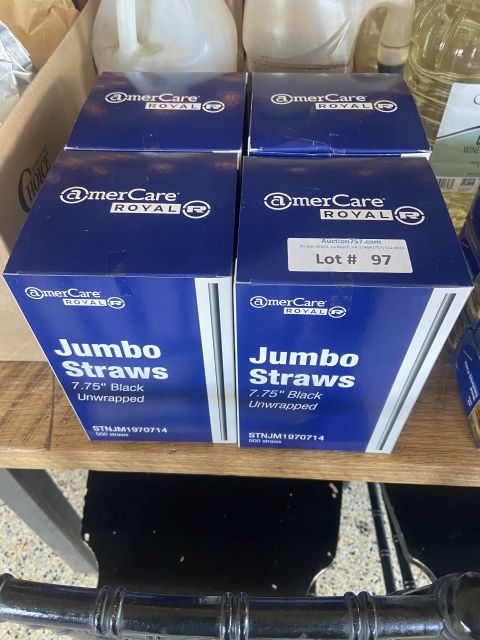 amerCare®
ROYAL R
amerCare®
ROYAL R
amerCare®
ROYAL R
amerCare®
ROYAL R
Auction757.com
Lot # 97
amerCare®
ROYAL R
Jumbo
Straws
7.75" Black
Unwrapped
STNJM1970714
500 straws
amerCare®
ROYAL R
Jumbo
Straws
7.75" Black
Unwrapped
STNJM1970714
500 straws
CHOICE